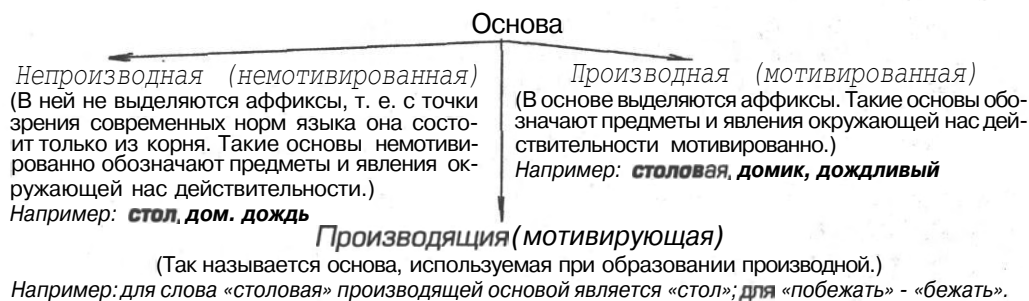 Основа
Непроизводная (немотивированная)
(В ней не выделяются аффиксы, т. е. с точки
зрения современных норм языка она состо-
ит только из корня. Такие основы немотиви-
рованно обозначают предметы и явления ок-
ружающей нас действительности.)
Например: стол, дом. дождь
Производная (мотивированная)
(В основе выделяются аффиксы. Такие основы обо-
значают предметы и явления окружающей нас дей-
ствительности мотивированно.)
Например: столовая, домик, дождливый
Производящия (мотивирующая)
(Так называется основа, используемая при образовании производной.)
Например: для слова «столовая» производящей основой является «стол»; для «побежать» - «бежать».